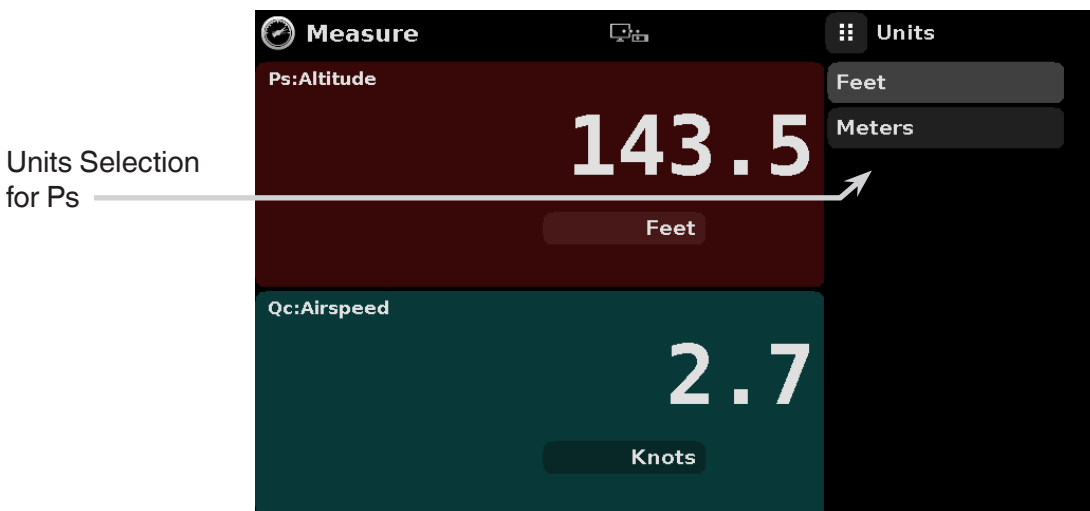 Measure
Units
Ps:Altitude
143.5
Feet
Feet
Meters
Units Selection
for Ps
Qc:Airspeed
2.7
Knots